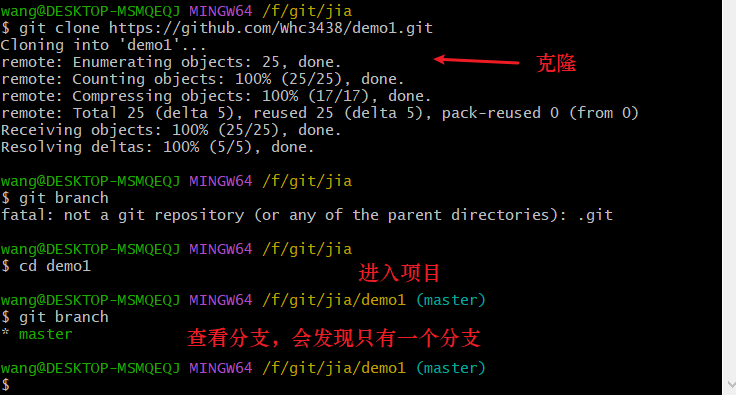 wang@DESKTOP-MSMQEQJ MINGW64 /f/git/jia
$ git clone https://github.com/Whc3438/demo1.git
Cloning into 'demo1'...
remote: Enumerating objects: 25, done.
克隆
remote: Counting objects: 100% (25/25), done.
remote: Compressing objects: 100% (17/17), done.
remote: Total 25 (delta 5), reused 25 (delta 5), pack-reused 0 (from 0)
Receiving objects: 100% (25/25), done.
Resolving deltas: 100% (5/5), done.
wang@DESKTOP-MSMQEQJ MINGW64 /f/git/jia
$ git branch
fatal: not a git repository (or any of the parent directories): .git
wang@DESKTOP-MSMQEQJ MINGW64 /f/git/jia
$ cd demo1
进入项目
wang@DESKTOP-MSMQEQJ MINGW64 /f/git/jia/demo1 (master)
$ git branch
* master
查看分支，会发现只有一个分支
wang@DESKTOP-MSMQEQJ MINGW64 /f/git/jia/demo1 (master)
$